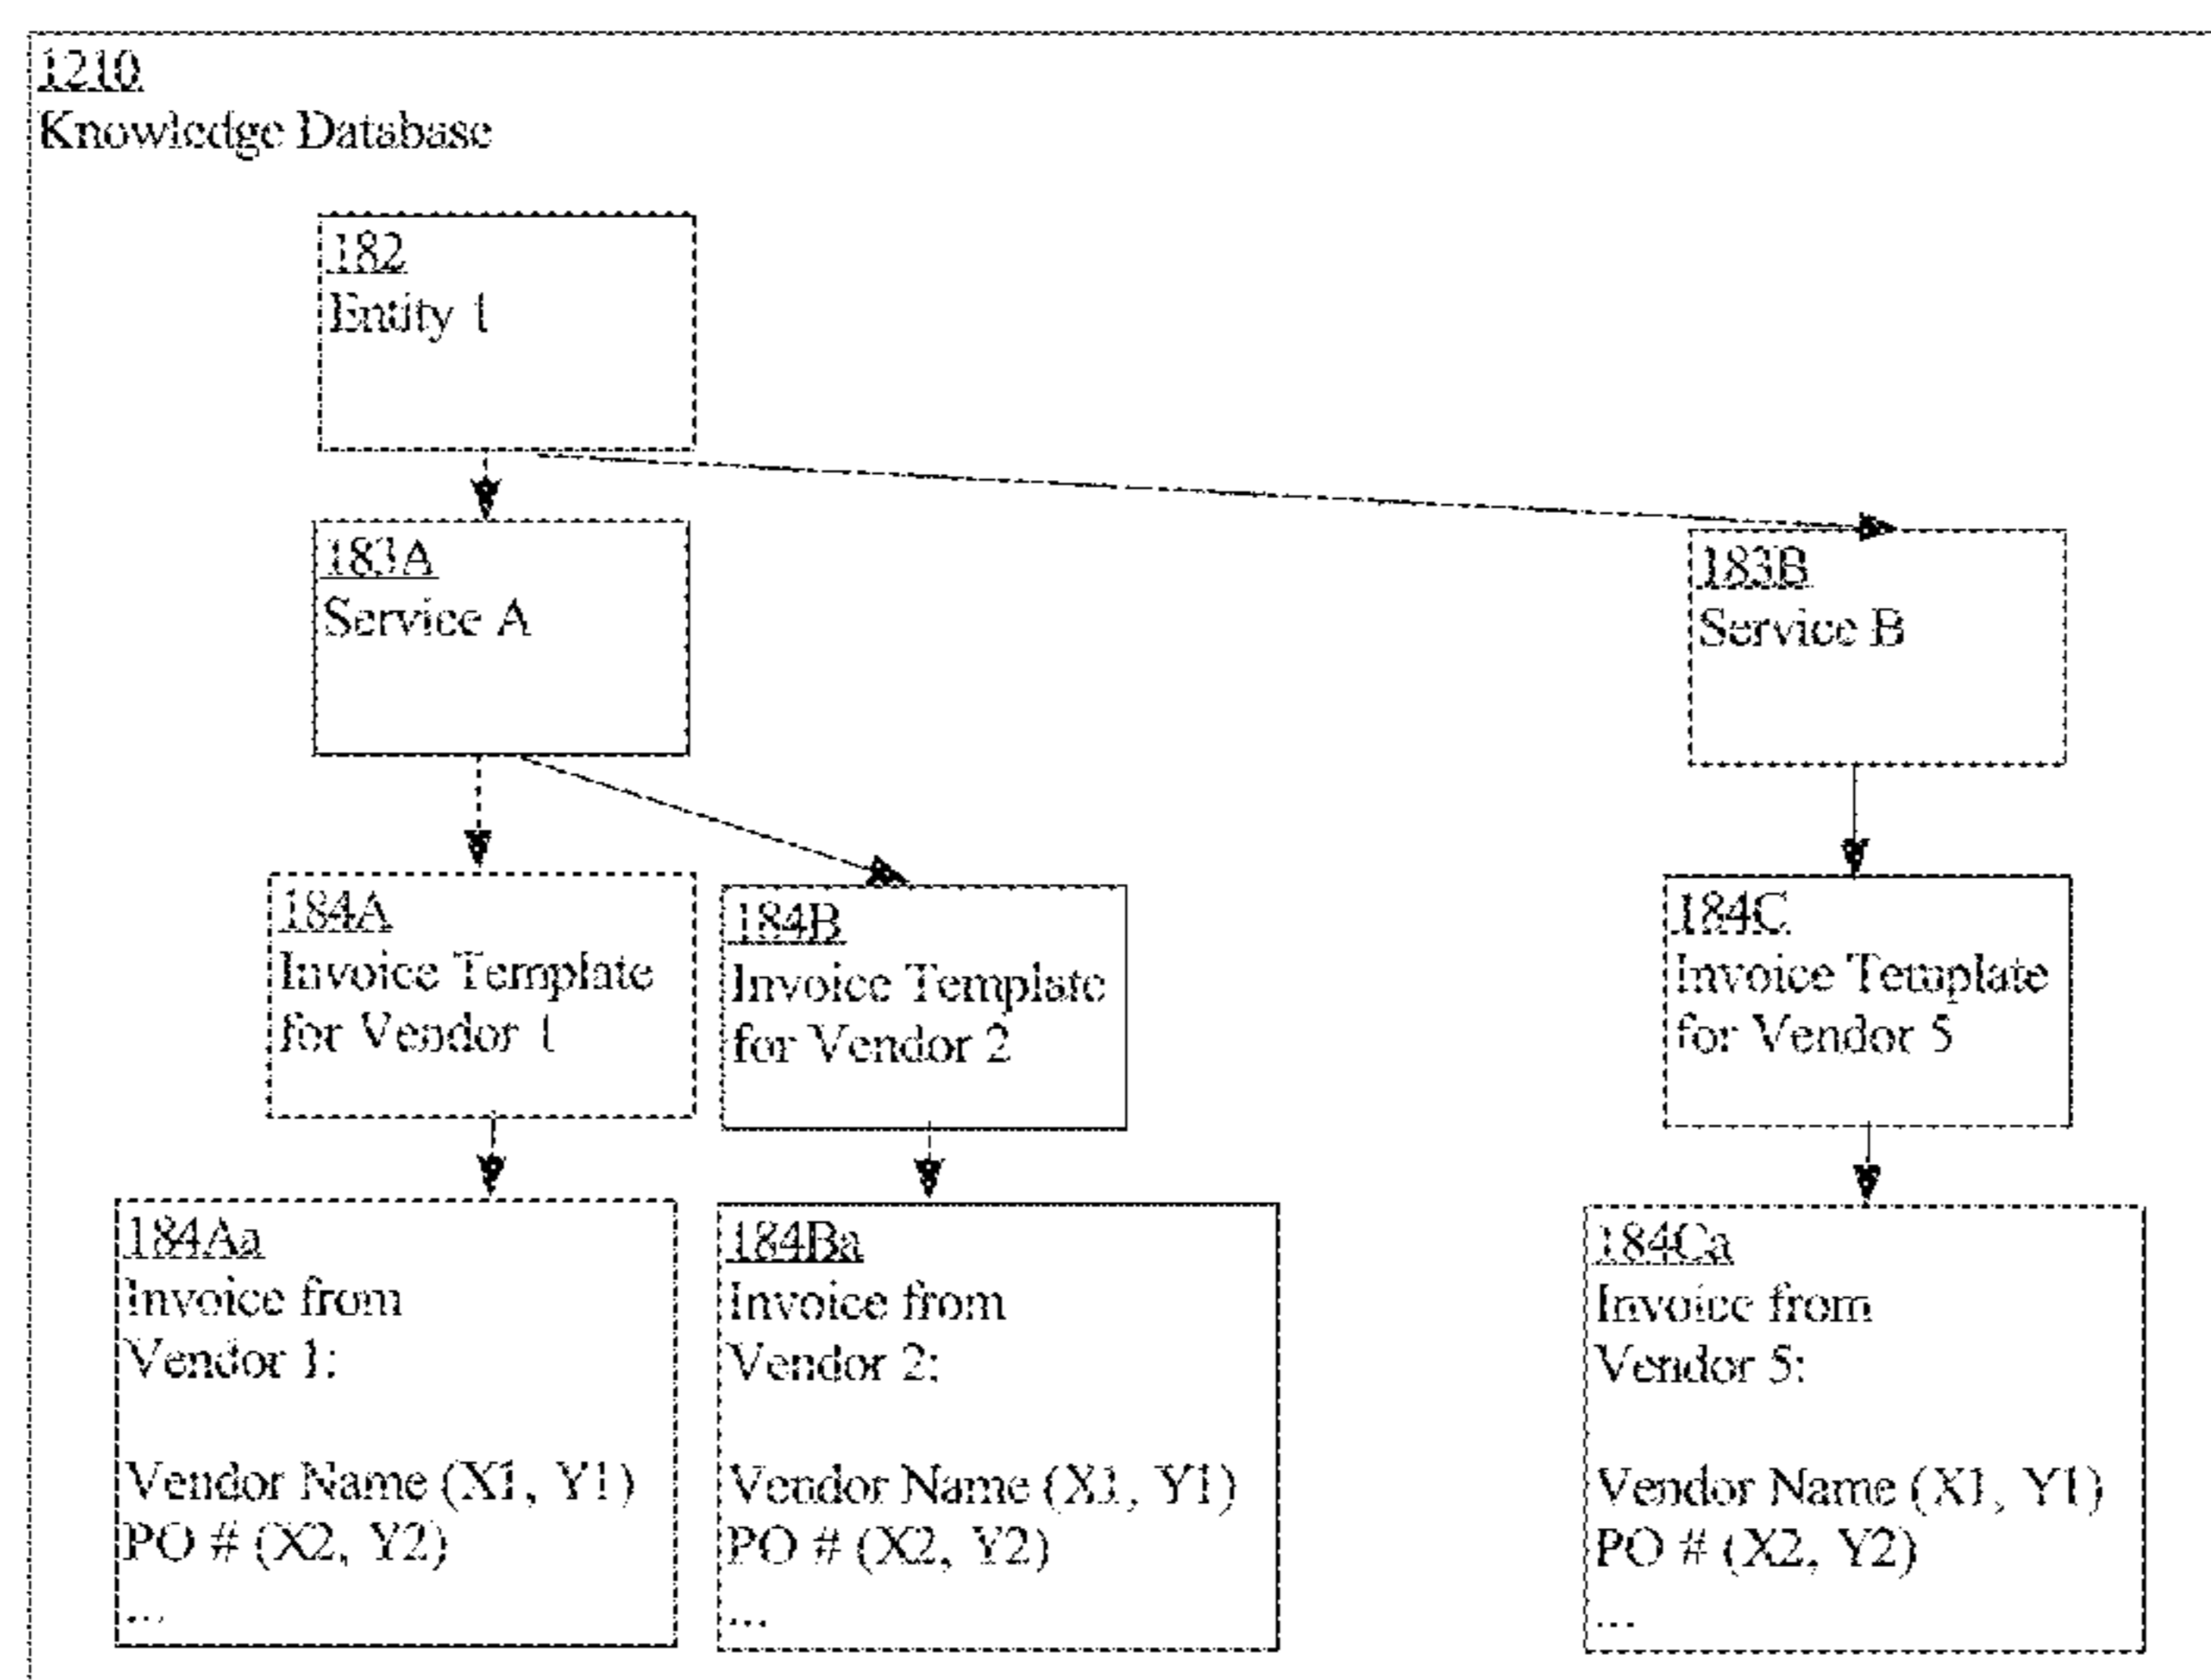 1210
Knowledge Database
182
Entity 1
183A
Service A
183B
Service B
184A
Invoice Template
for Vendor 1
184B
Invoice Template
for Vendor 2
184C
Invoice Template
for Vendor 5
184Aa
Invoice from
Vendor 1:
Vendor Name (X1, Y1)
PO # (X2, Y2)
...
184Ba
Invoice from
Vendor 2:
Vendor Name (X1, Y1)
PO # (X2, Y2)
...
184Ca
Invoice from
Vendor 5:
Vendor Name (X1, Y1)
PO # (X2, Y2)
...